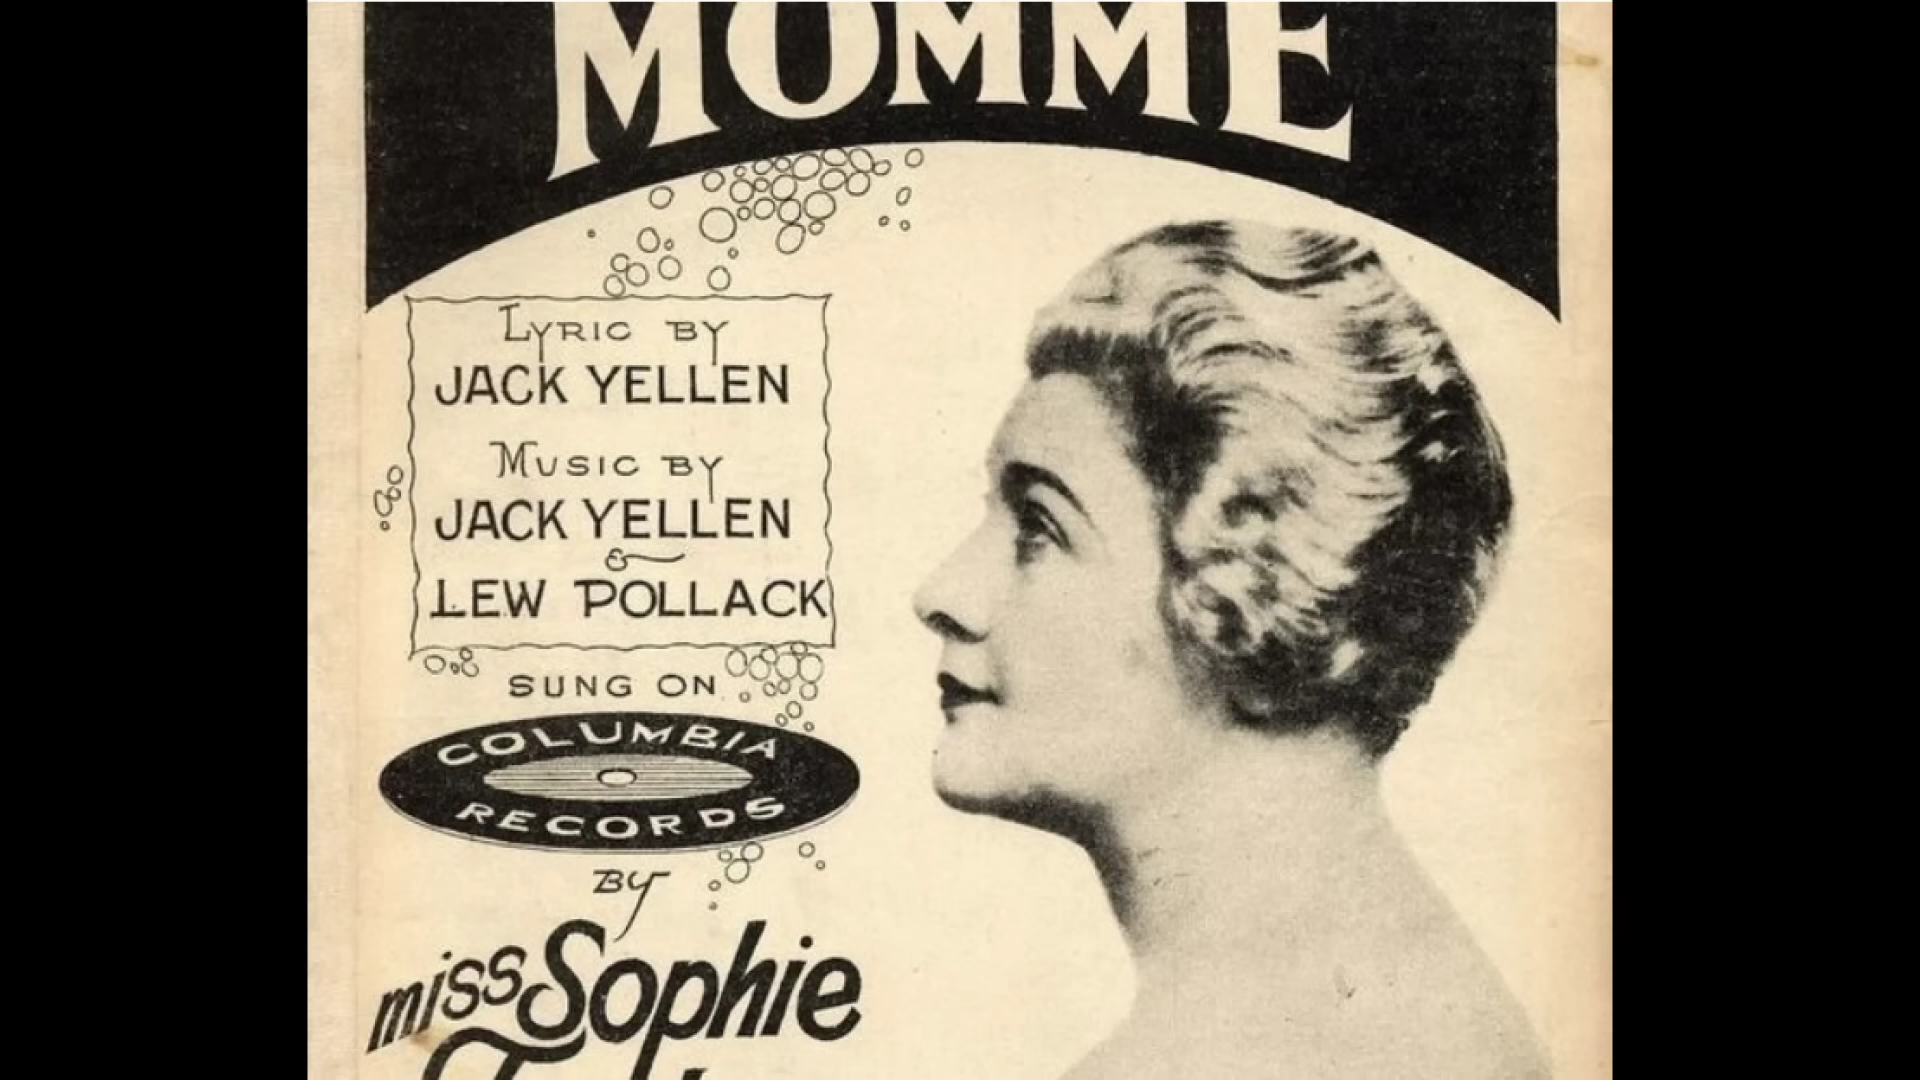 MOMME
LYRIC BY
JACK YELLEN
MUSIC BY
JACK YELLEN
&
LEW POLLACK
SUNG ON
COLUMBIA
RECORDS
BY
miss Sophie